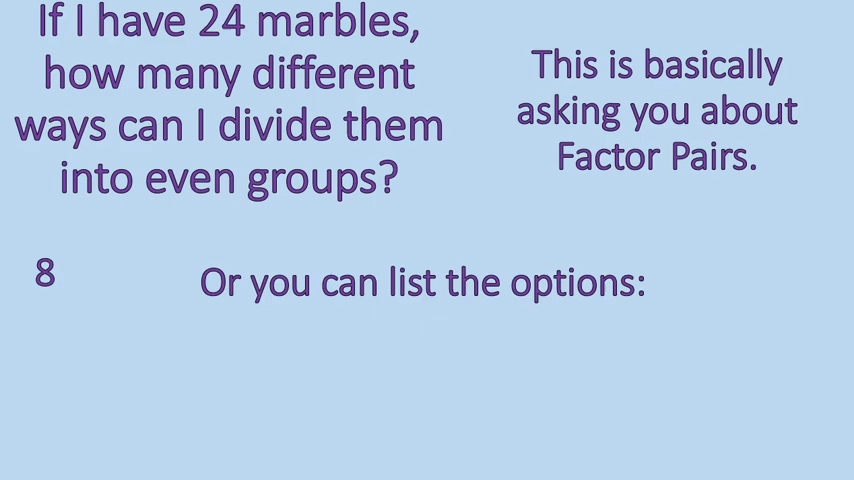 If I have 24 marbles,
how many different
ways can I divide them
into even groups?
This is basically
asking you about
Factor Pairs.
8
Or you can list the options: